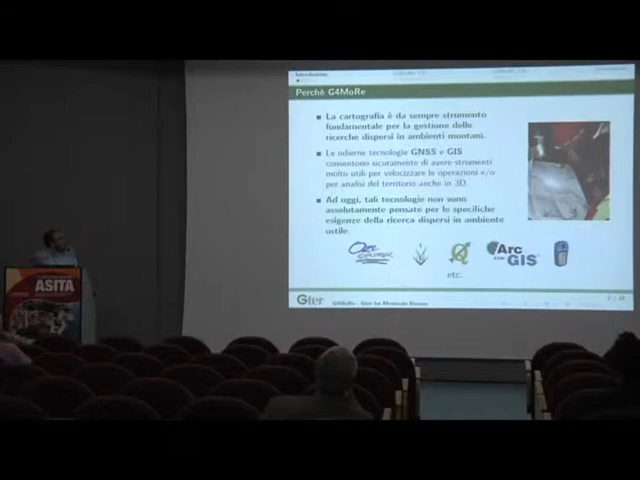 Introduzione
Perchè G4MoRe
La cartografia è da sempre strumento
fondamentale per la gestione delle
ricerche dispersi in ambienti montani.
Le odierne tecnologie GNSS e GIS
consentono sicuramente di avere strumenti
molto utili per velocizzare le operazioni e/o
per analisi del territorio anche in 3D.
Ad oggi, tali tecnologie non sono
assolutamente pensate per le specifiche
esigenze della ricerca dispersi in ambiente
ostile.
Arc
GIS
etc.
Gter
ASITA